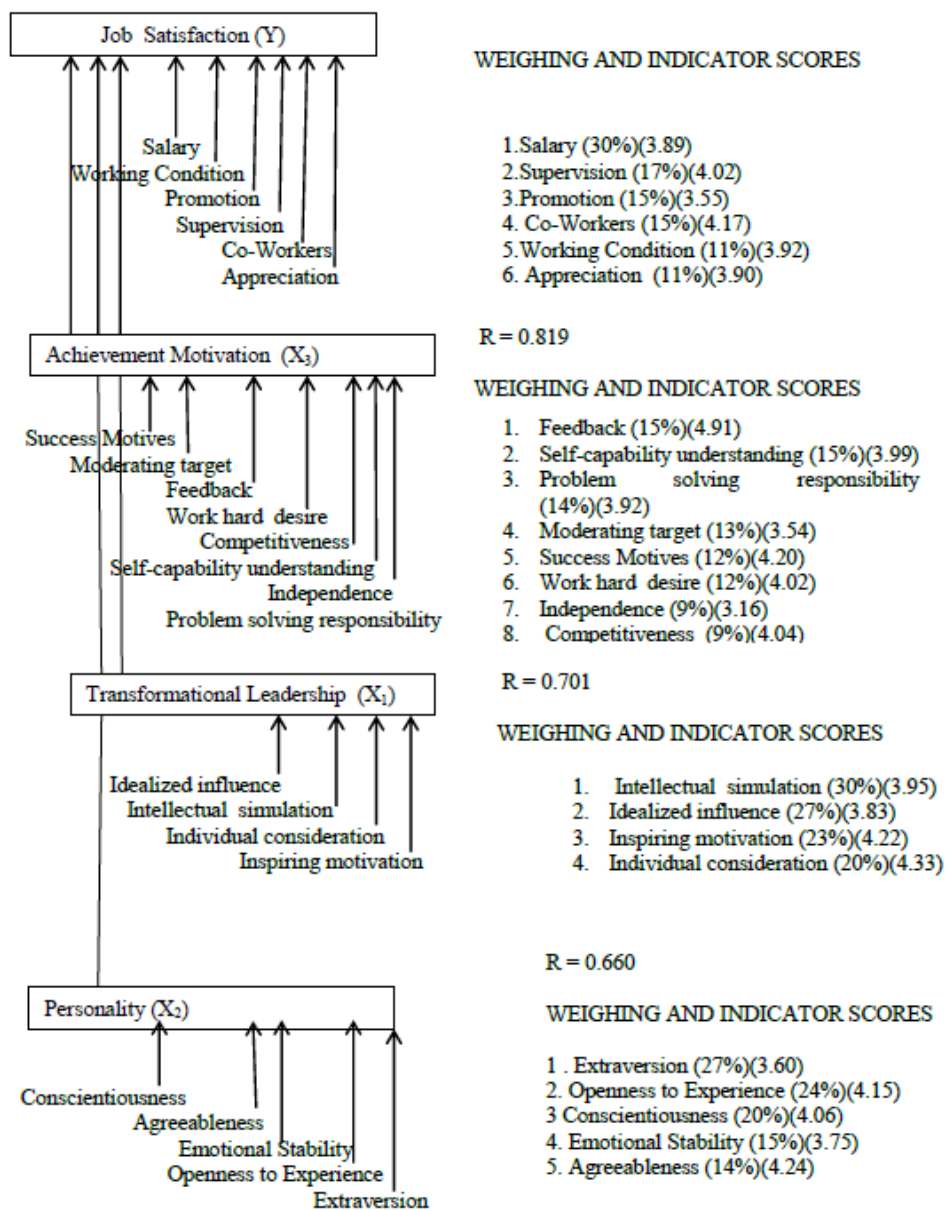 Job Satisfaction (Y)
WEIGHING AND INDICATOR SCORES
Salary
Working Condition
Promotion
Supervision
Co-Workers
Appreciation
1.Salary (30%)(3.89)
2.Supervision (17%)(4.02)
3.Promotion (15%)(3.55)
4. Co-Workers (15%)(4.17)
5.Working Condition (11%)(3.92)
6. Appreciation (11%)(3.90)
R = 0.819
Achievement Motivation (X₃)
WEIGHING AND INDICATOR SCORES
Success Motives
Moderating target
Feedback
Work hard desire
Competitiveness
Self-capability understanding
Independence
Problem solving responsibility
1. Feedback (15%)(4.91)
2. Self-capability understanding (15%)(3.99)
3. Problem solving responsibility
(14%)(3.92)
4. Moderating target (13%)(3.54)
5. Success Motives (12%)(4.20)
6. Work hard desire (12%)(4.02)
7. Independence (9%)(3.16)
8. Competitiveness (9%)(4.04)
R = 0.701
Transformational Leadership (X₁)
WEIGHING AND INDICATOR SCORES
Idealized influence
Intellectual simulation
Individual consideration
Inspiring motivation
1. Intellectual simulation (30%)(3.95)
2. Idealized influence (27%)(3.83)
3. Inspiring motivation (23%)(4.22)
4. Individual consideration (20%)(4.33)
R = 0.660
Personality (X₂)
WEIGHING AND INDICATOR SCORES
Conscientiousness
Agreeableness
Emotional Stability
Openness to Experience
Extraversion
1 . Extraversion (27%)(3.60)
2. Openness to Experience (24%)(4.15)
3 Conscientiousness (20%)(4.06)
4. Emotional Stability (15%)(3.75)
5. Agreeableness (14%)(4.24)